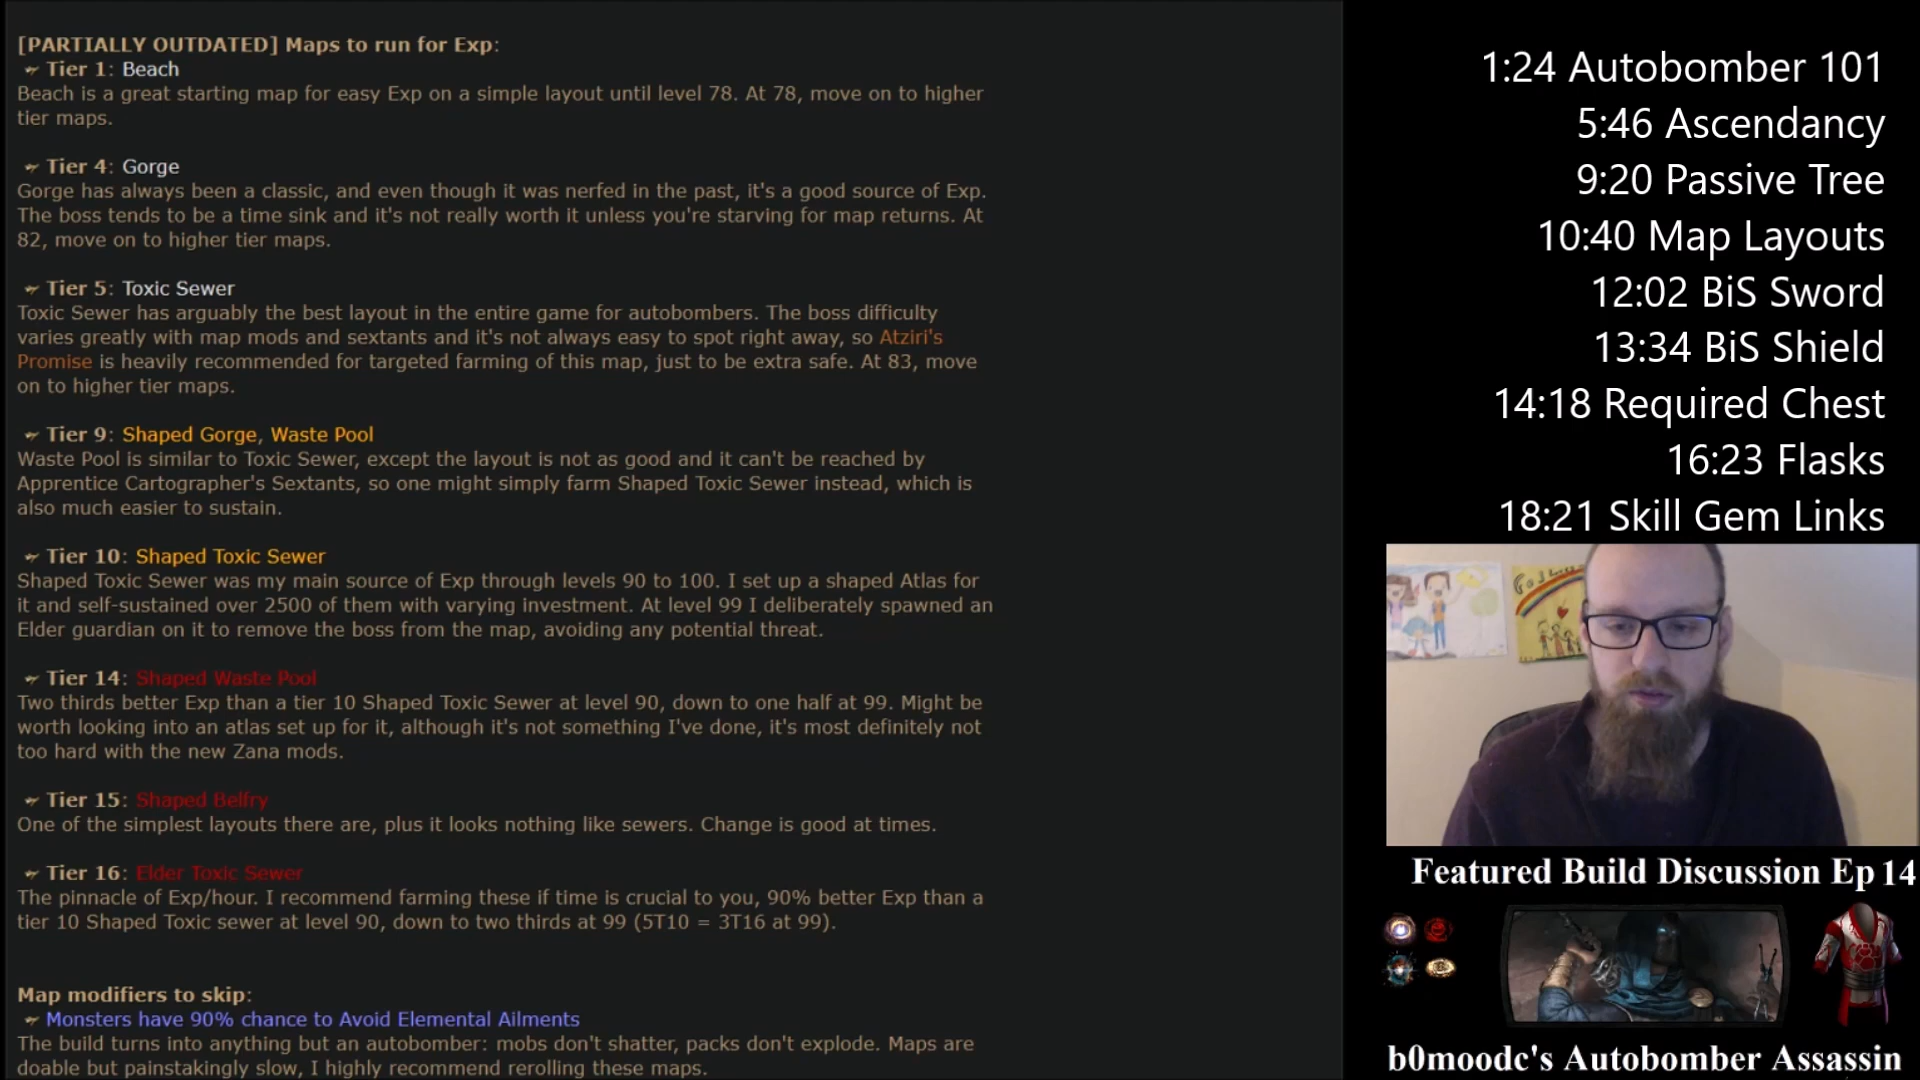 [PARTIALLY OUTDATED] Maps to run for Exp:
Tier 1: Beach
Beach is a great starting map for easy Exp on a simple layout until level 78. At 78, move on to higher
tier maps.
Tier 4: Gorge
Gorge has always been a classic, and even though it was nerfed in the past, it's a good source of Exp.
The boss tends to be a time sink and it's not really worth it unless you're starving for map returns. At
82, move on to higher tier maps.
Tier 5: Toxic Sewer
Toxic Sewer has arguably the best layout in the entire game for autobombers. The boss difficulty
varies greatly with map mods and sextants and it's not always easy to spot right away, so Atziri's
Promise is heavily recommended for targeted farming of this map, just to be extra safe. At 83, move
on to higher tier maps.
Tier 9: Shaped Gorge, Waste Pool
Waste Pool is similar to Toxic Sewer, except the layout is not as good and it can't be reached by
Apprentice Cartographer's Sextants, so one might simply farm Shaped Toxic Sewer instead, which is
also much easier to sustain.
Tier 10: Shaped Toxic Sewer
Shaped Toxic Sewer was my main source of Exp through levels 90 to 100. I set up a shaped Atlas for
it and self-sustained over 2500 of them with varying investment. At level 99 I deliberately spawned an
Elder guardian on it to remove the boss from the map, avoiding any potential threat.
Tier 14: Shaped Waste Pool
Two thirds better Exp than a tier 10 Shaped Toxic Sewer at level 90, down to one half at 99. Might be
worth looking into an atlas set up for it, although it's not something I've done, it's most definitely not
too hard with the new Zana mods.
Tier 15: Shaped Belfry
One of the simplest layouts there are, plus it looks nothing like sewers. Change is good at times.
Tier 16: Elder Toxic Sewer
The pinnacle of Exp/hour. I recommend farming these if time is crucial to you, 90% better Exp than a
tier 10 Shaped Toxic sewer at level 90, down to two thirds at 99 (5T10 = 3T16 at 99).
Map modifiers to skip:
Monsters have 90% chance to Avoid Elemental Ailments
The build turns into anything but an autobomber: mobs don't shatter, packs don't explode. Maps are
doable but painstakingly slow, I highly recommend rerolling these maps.
1:24 Autobomber 101
5:46 Ascendancy
9:20 Passive Tree
10:40 Map Layouts
12:02 BiS Sword
13:34 BiS Shield
14:18 Required Chest
16:23 Flasks
18:21 Skill Gem Links
Featured Build Discussion Ep 14
b0moodc's Autobomber Assassin